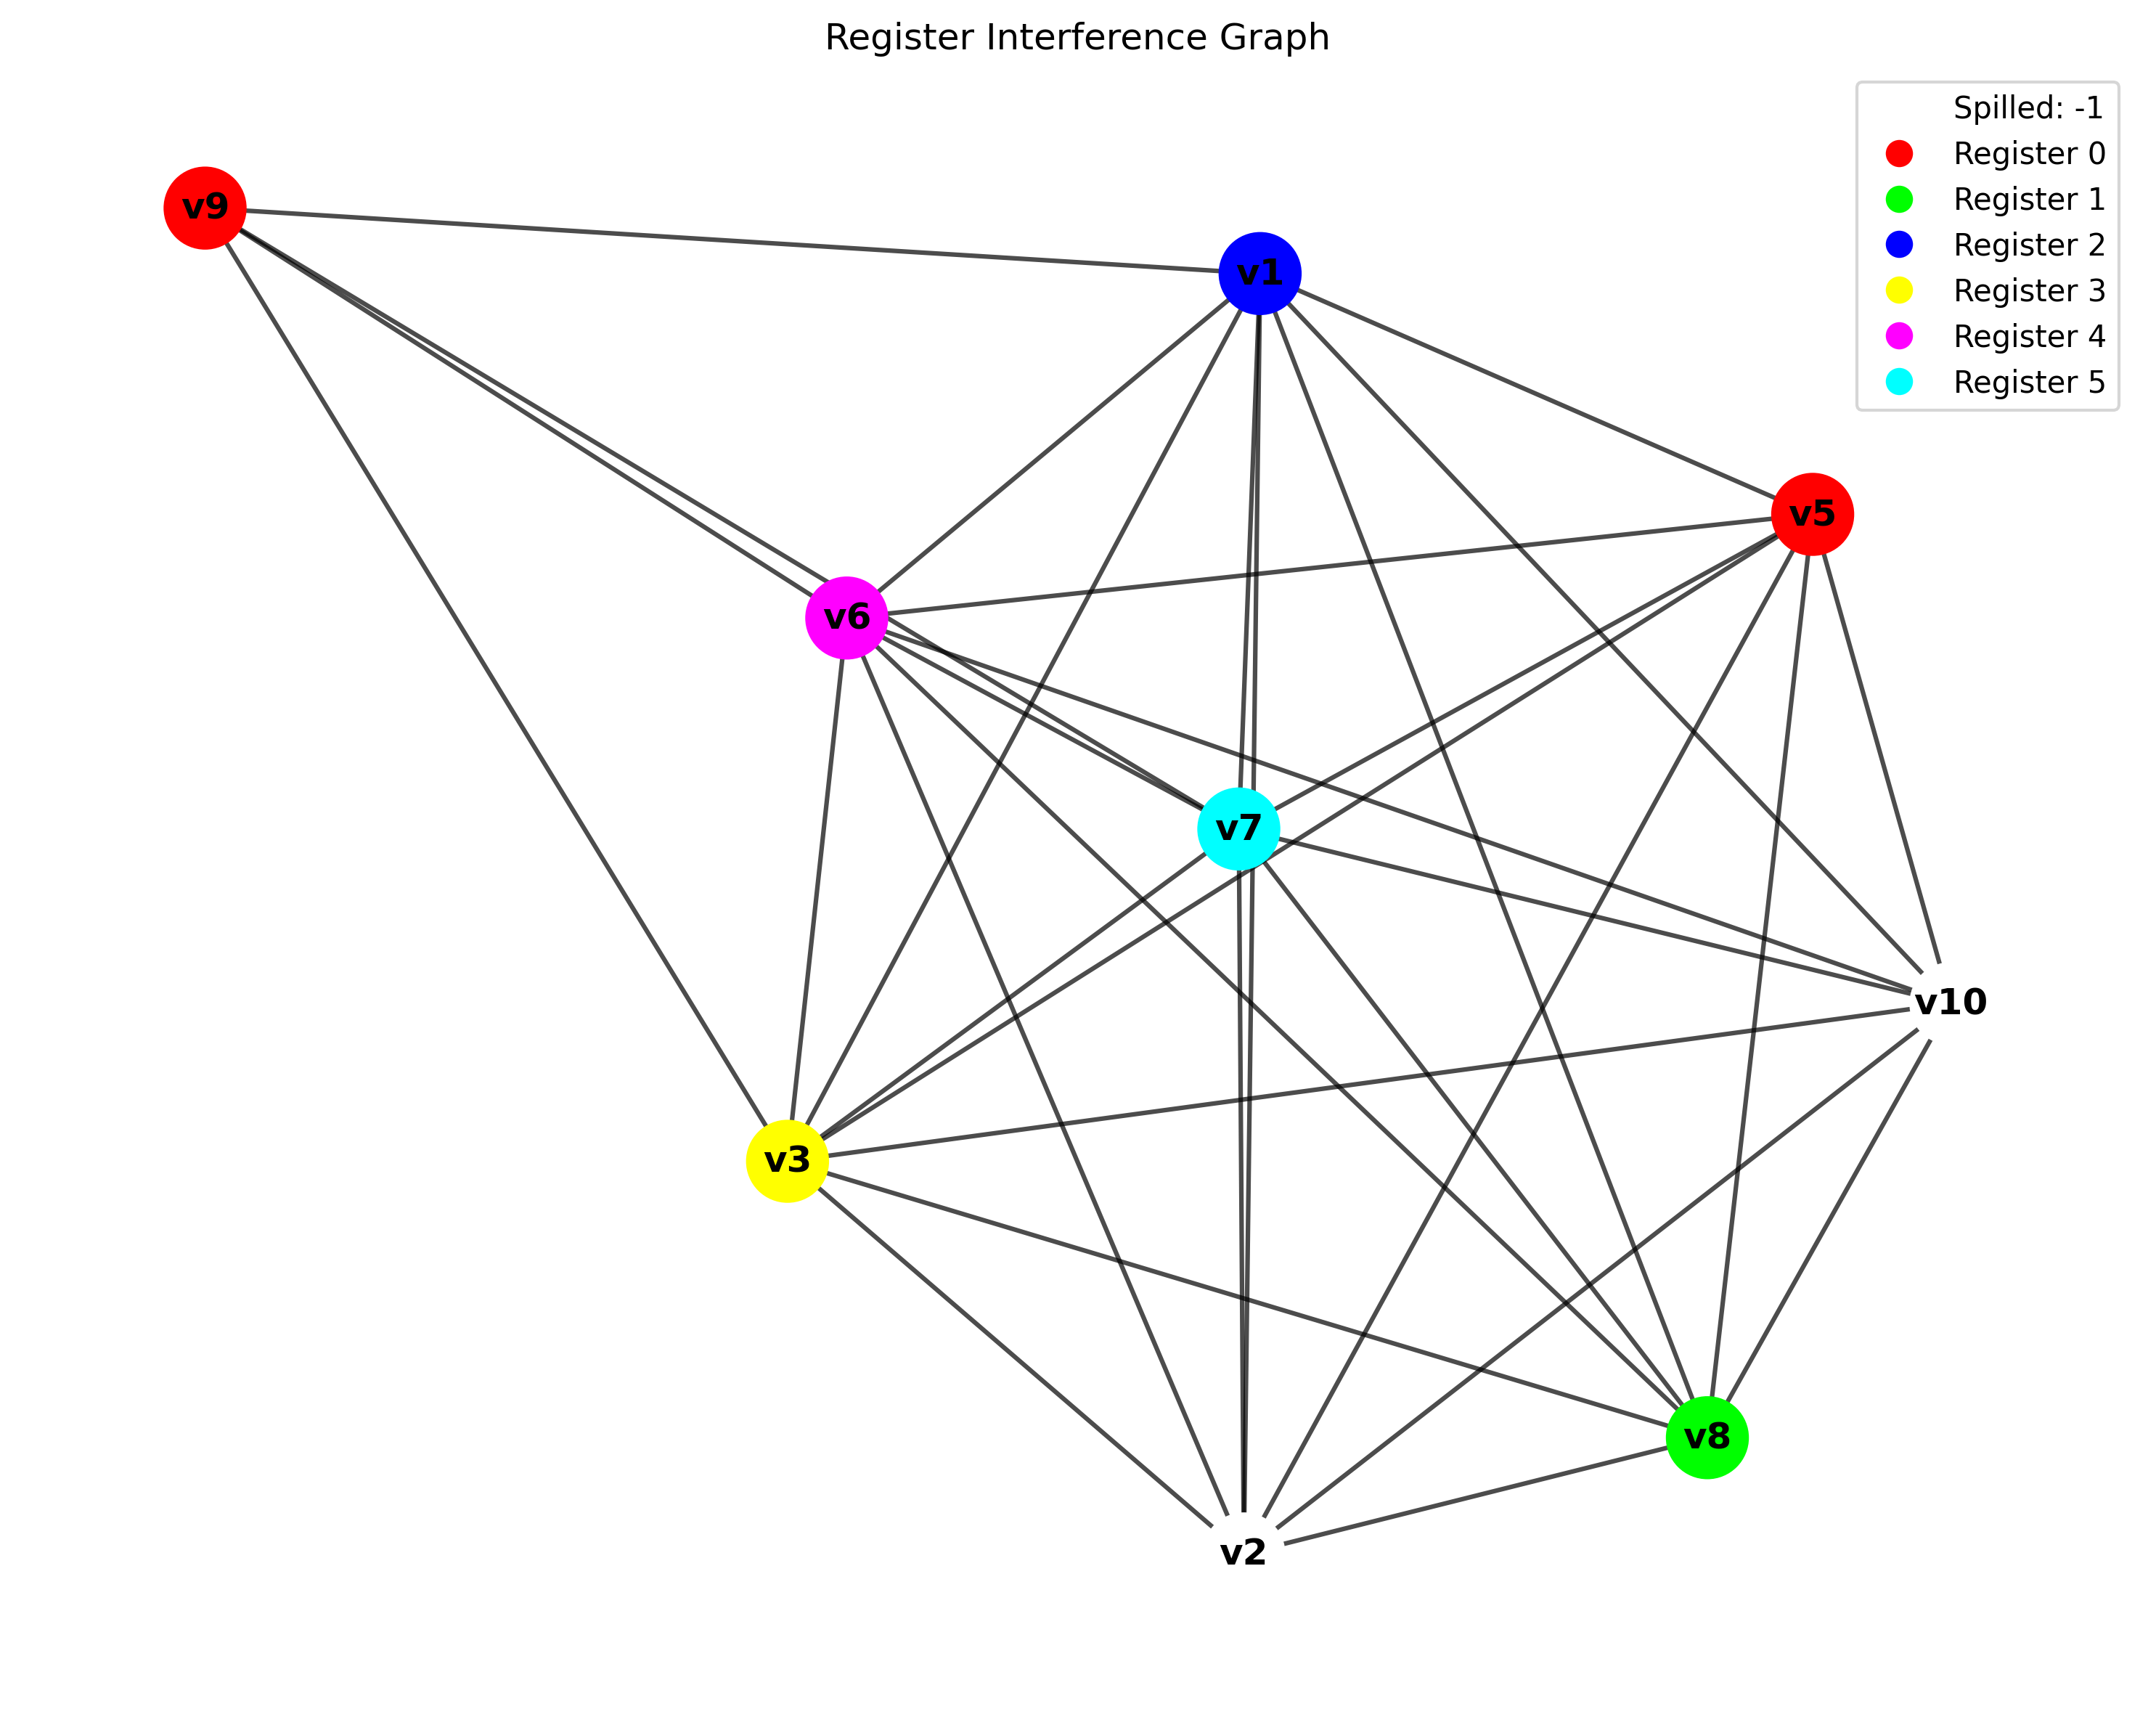 Register Interference Graph
Spilled: -1
Register 0
Register 1
Register 2
Register 3
Register 4
Register 5
v9
v1
v5
v6
v7
v10
v3
v8
v2